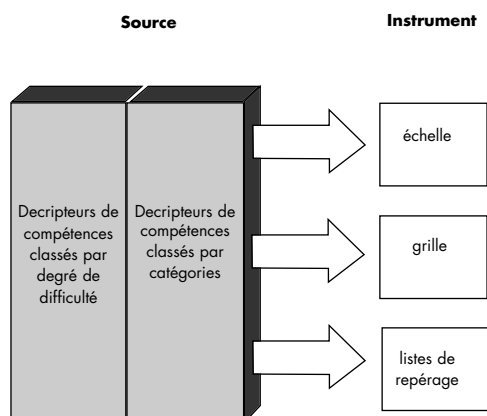 Source
Instrument
Decripteurs de
compétences
classés par
degré de
difficulté
Decripteurs de
compétences
classés par
catégories
échelle
grille
listes de
repérage